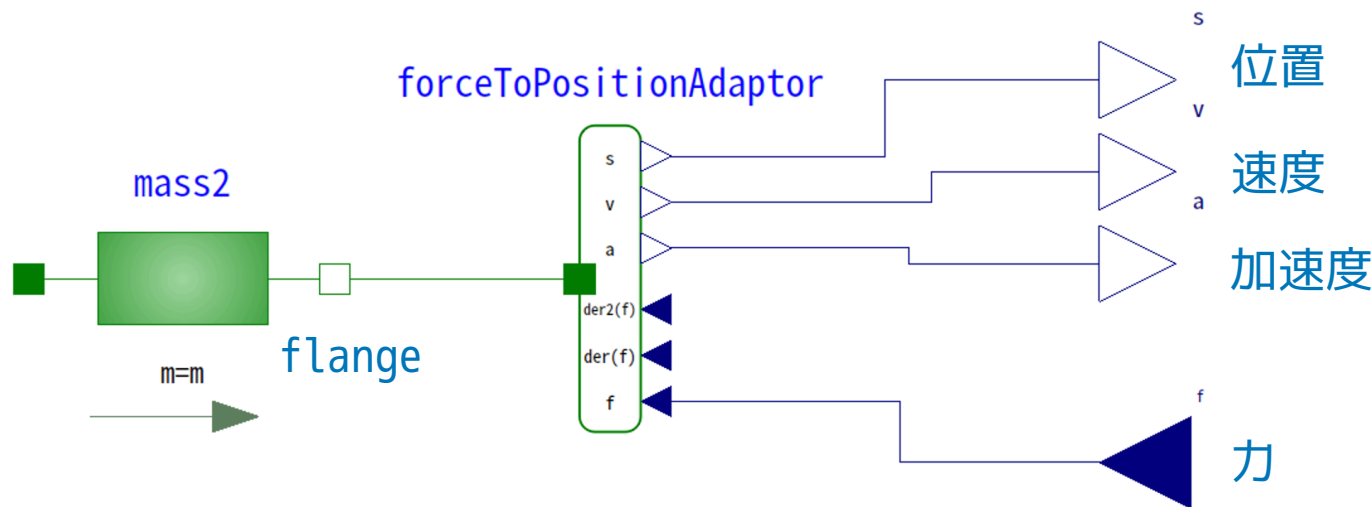 s
位置
forceToPositionAdaptor
v
s
mass2
速度
v
a
a
加速度
der2(f)
flange
der(f)
m=m
f
f
力